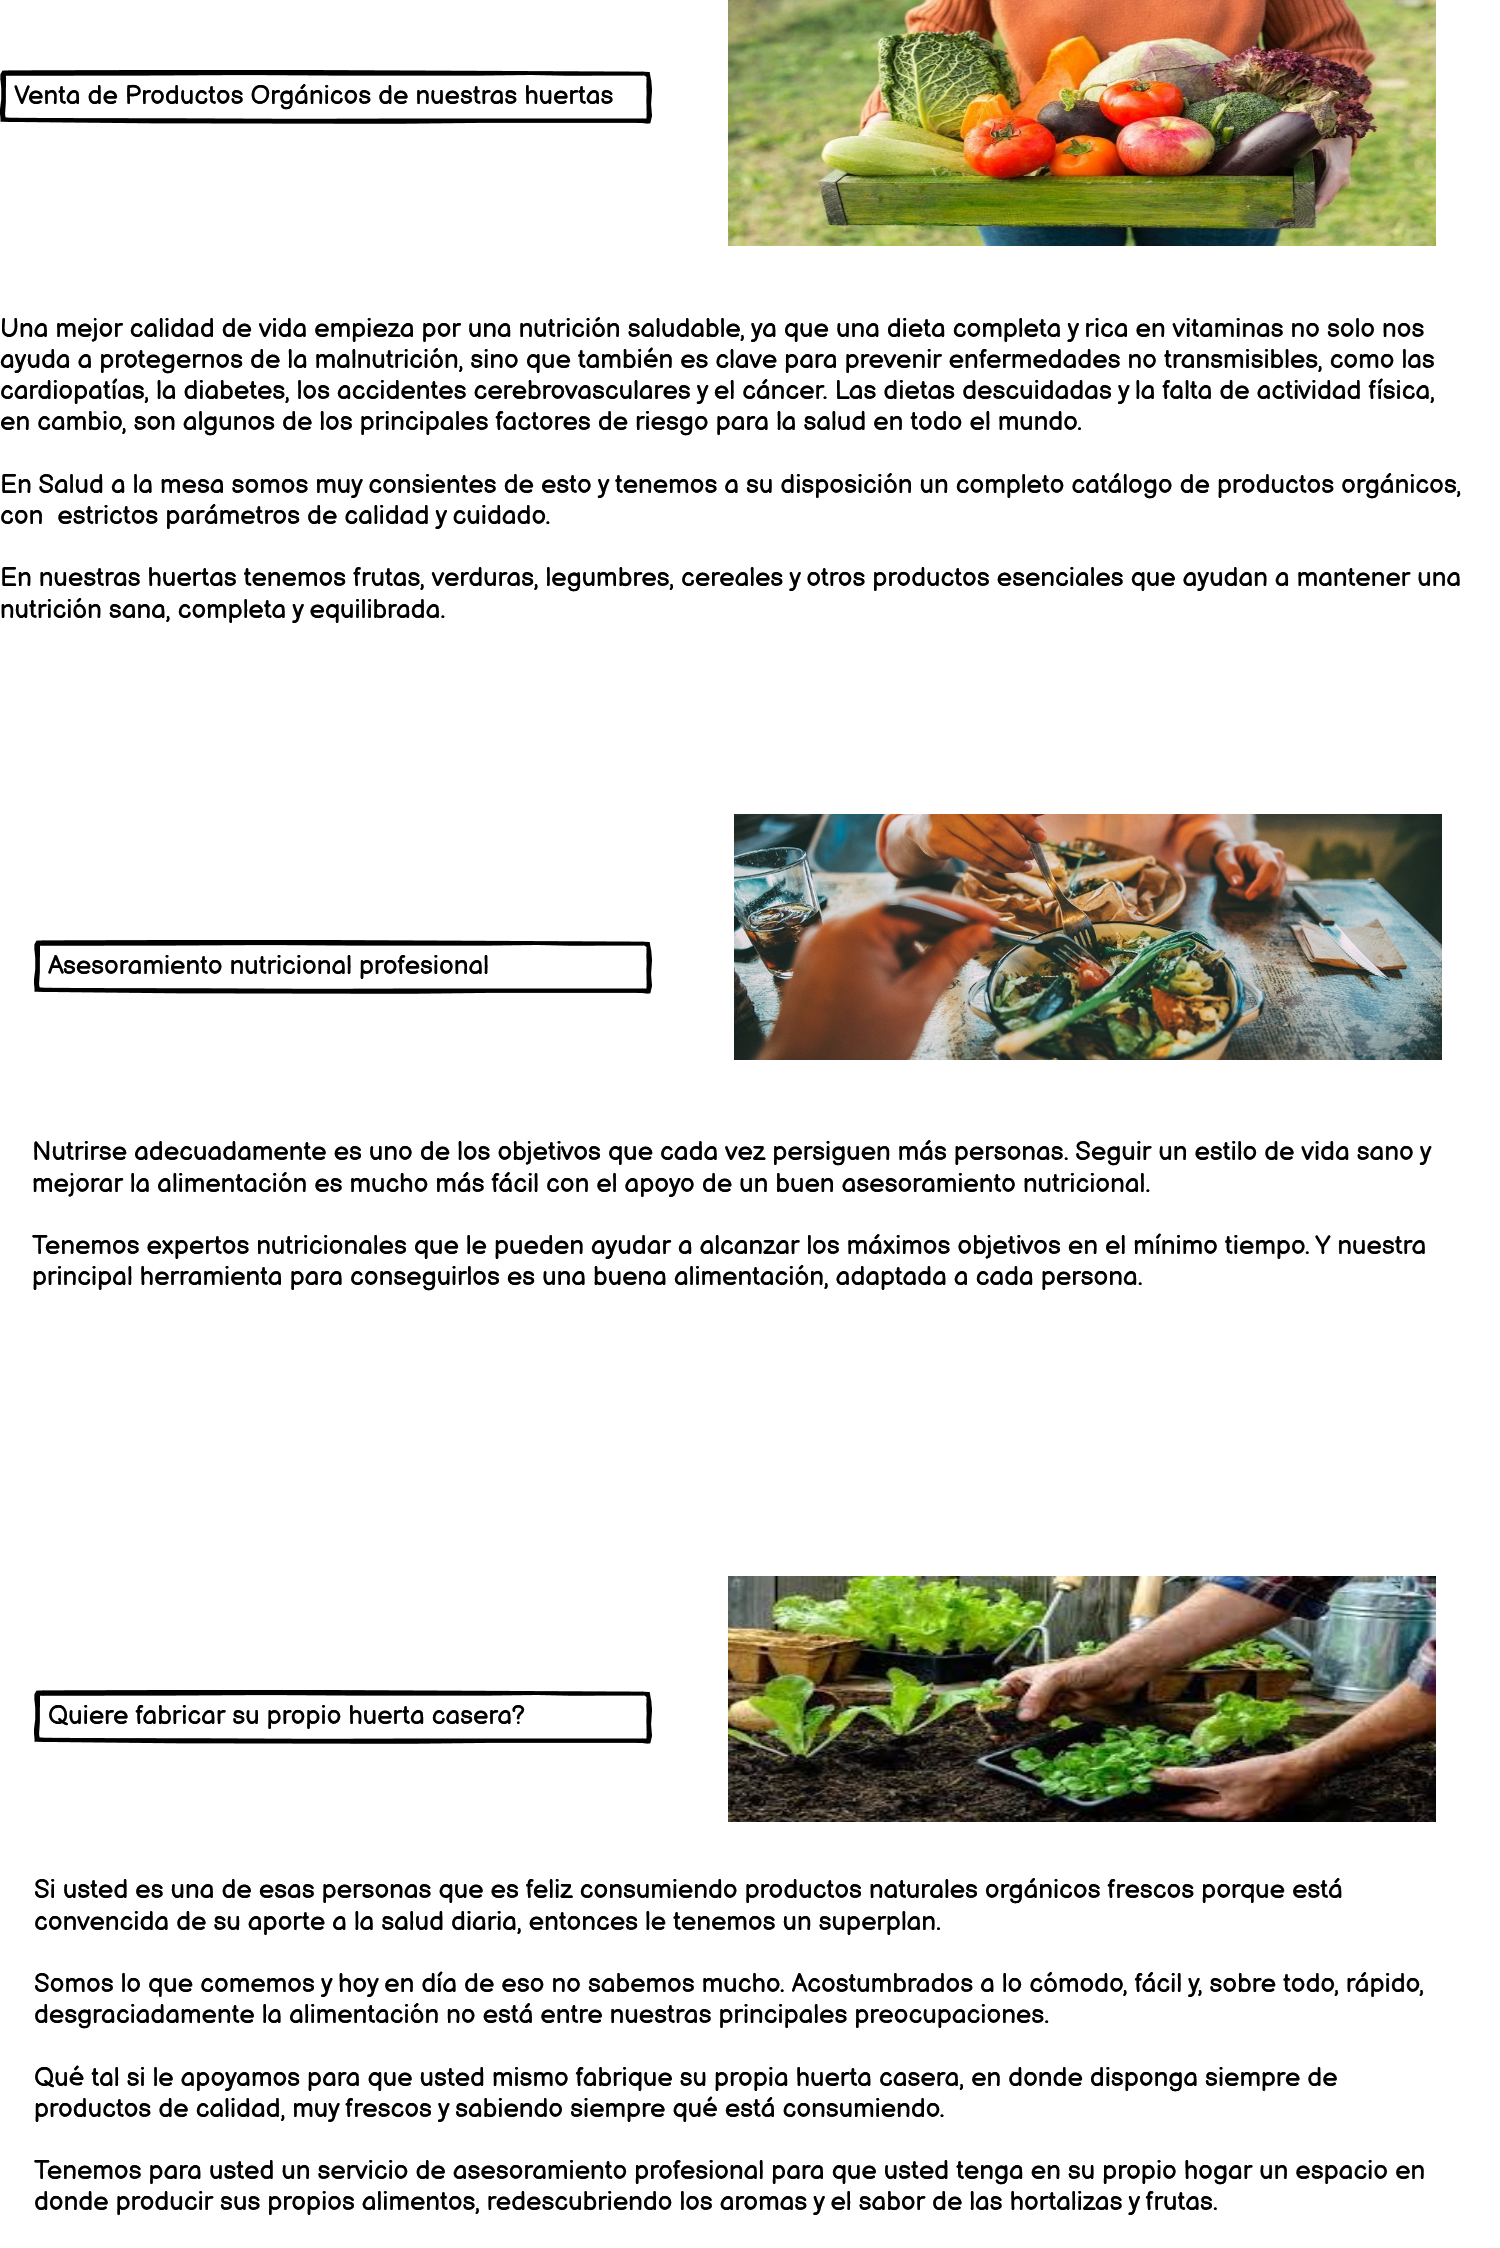 Venta de Productos Orgánicos de nuestras huertas
Una mejor calidad de vida empieza por una nutrición saludable, ya que una dieta completa y rica en vitaminas no solo nos
ayuda a protegernos de la malnutrición, sino que también es clave para prevenir enfermedades no transmisibles, como las
cardiopatías, la diabetes, los accidentes cerebrovasculares y el cáncer. Las dietas descuidadas y la falta de actividad física,
en cambio, son algunos de los principales factores de riesgo para la salud en todo el mundo.
En Salud a la mesa somos muy consientes de esto y tenemos a su disposición un completo catálogo de productos orgánicos,
con  estrictos parámetros de calidad y cuidado.
En nuestras huertas tenemos frutas, verduras, legumbres, cereales y otros productos esenciales que ayudan a mantener una
nutrición sana, completa y equilibrada.
Asesoramiento nutricional profesional
Nutrirse adecuadamente es uno de los objetivos que cada vez persiguen más personas. Seguir un estilo de vida sano y
mejorar la alimentación es mucho más fácil con el apoyo de un buen asesoramiento nutricional.
Tenemos expertos nutricionales que le pueden ayudar a alcanzar los máximos objetivos en el mínimo tiempo. Y nuestra
principal herramienta para conseguirlos es una buena alimentación, adaptada a cada persona.
Quiere fabricar su propio huerta casera?
Si usted es una de esas personas que es feliz consumiendo productos naturales orgánicos frescos porque está
convencida de su aporte a la salud diaria, entonces le tenemos un superplan.
Somos lo que comemos y hoy en día de eso no sabemos mucho. Acostumbrados a lo cómodo, fácil y, sobre todo, rápido,
desgraciadamente la alimentación no está entre nuestras principales preocupaciones.
Qué tal si le apoyamos para que usted mismo fabrique su propia huerta casera, en donde disponga siempre de
productos de calidad, muy frescos y sabiendo siempre qué está consumiendo.
Tenemos para usted un servicio de asesoramiento profesional para que usted tenga en su propio hogar un espacio en
donde producir sus propios alimentos, redescubriendo los aromas y el sabor de las hortalizas y frutas.